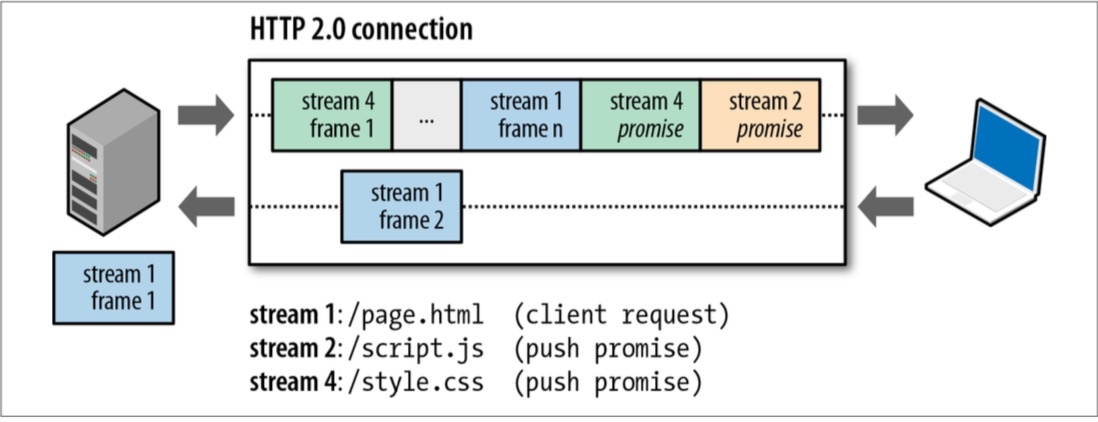 HTTP 2.0 connection
stream 4
frame 1
...
stream 1
frame n
stream 4
promise
stream 2
promise
stream 1
frame 2
stream 1
frame 1
stream 1: /page.html (client request)
stream 2: /script.js (push promise)
stream 4: /style.css (push promise)